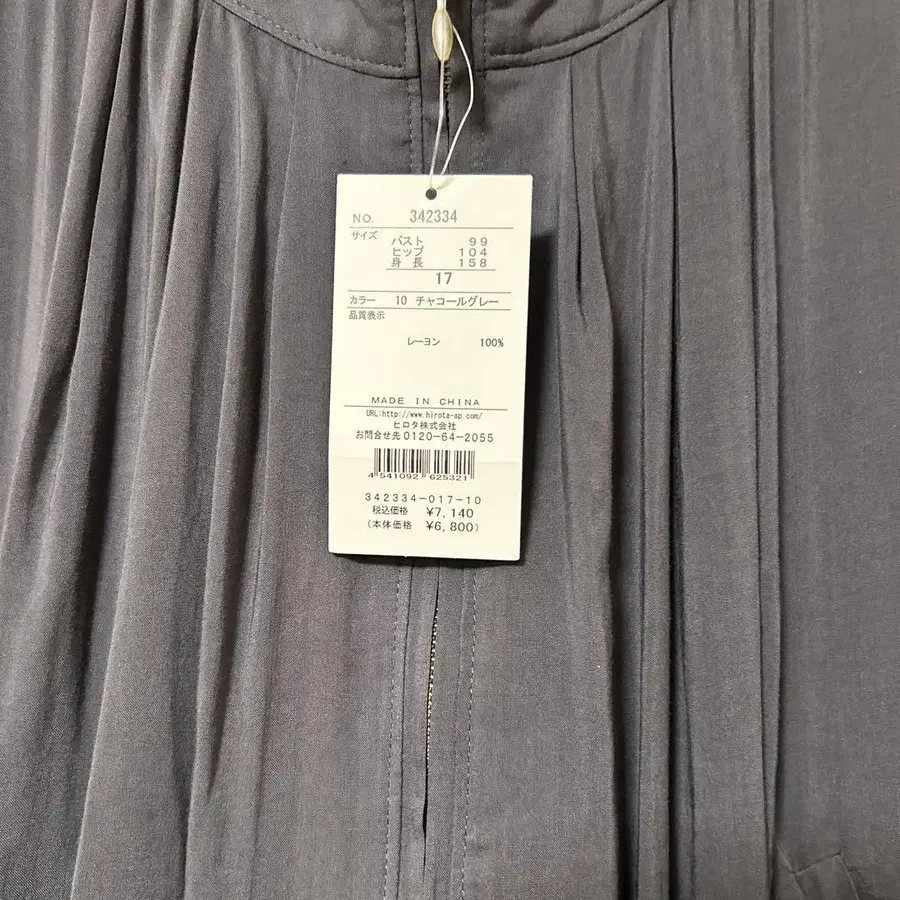 NO. 342334
サイズ バスト 99
ヒップ 104
身長 158
17
カラー 10 チャコールグレー
品質表示
レーヨン 100%
MADE IN CHINA
URL:http://www.hirota-ap.com/
ヒロタ株式会社
お問合せ先 0120-64-2055
4 541092 625321
342334-017-10
税込価格 ¥7,140
(本体価格 ¥6,800)